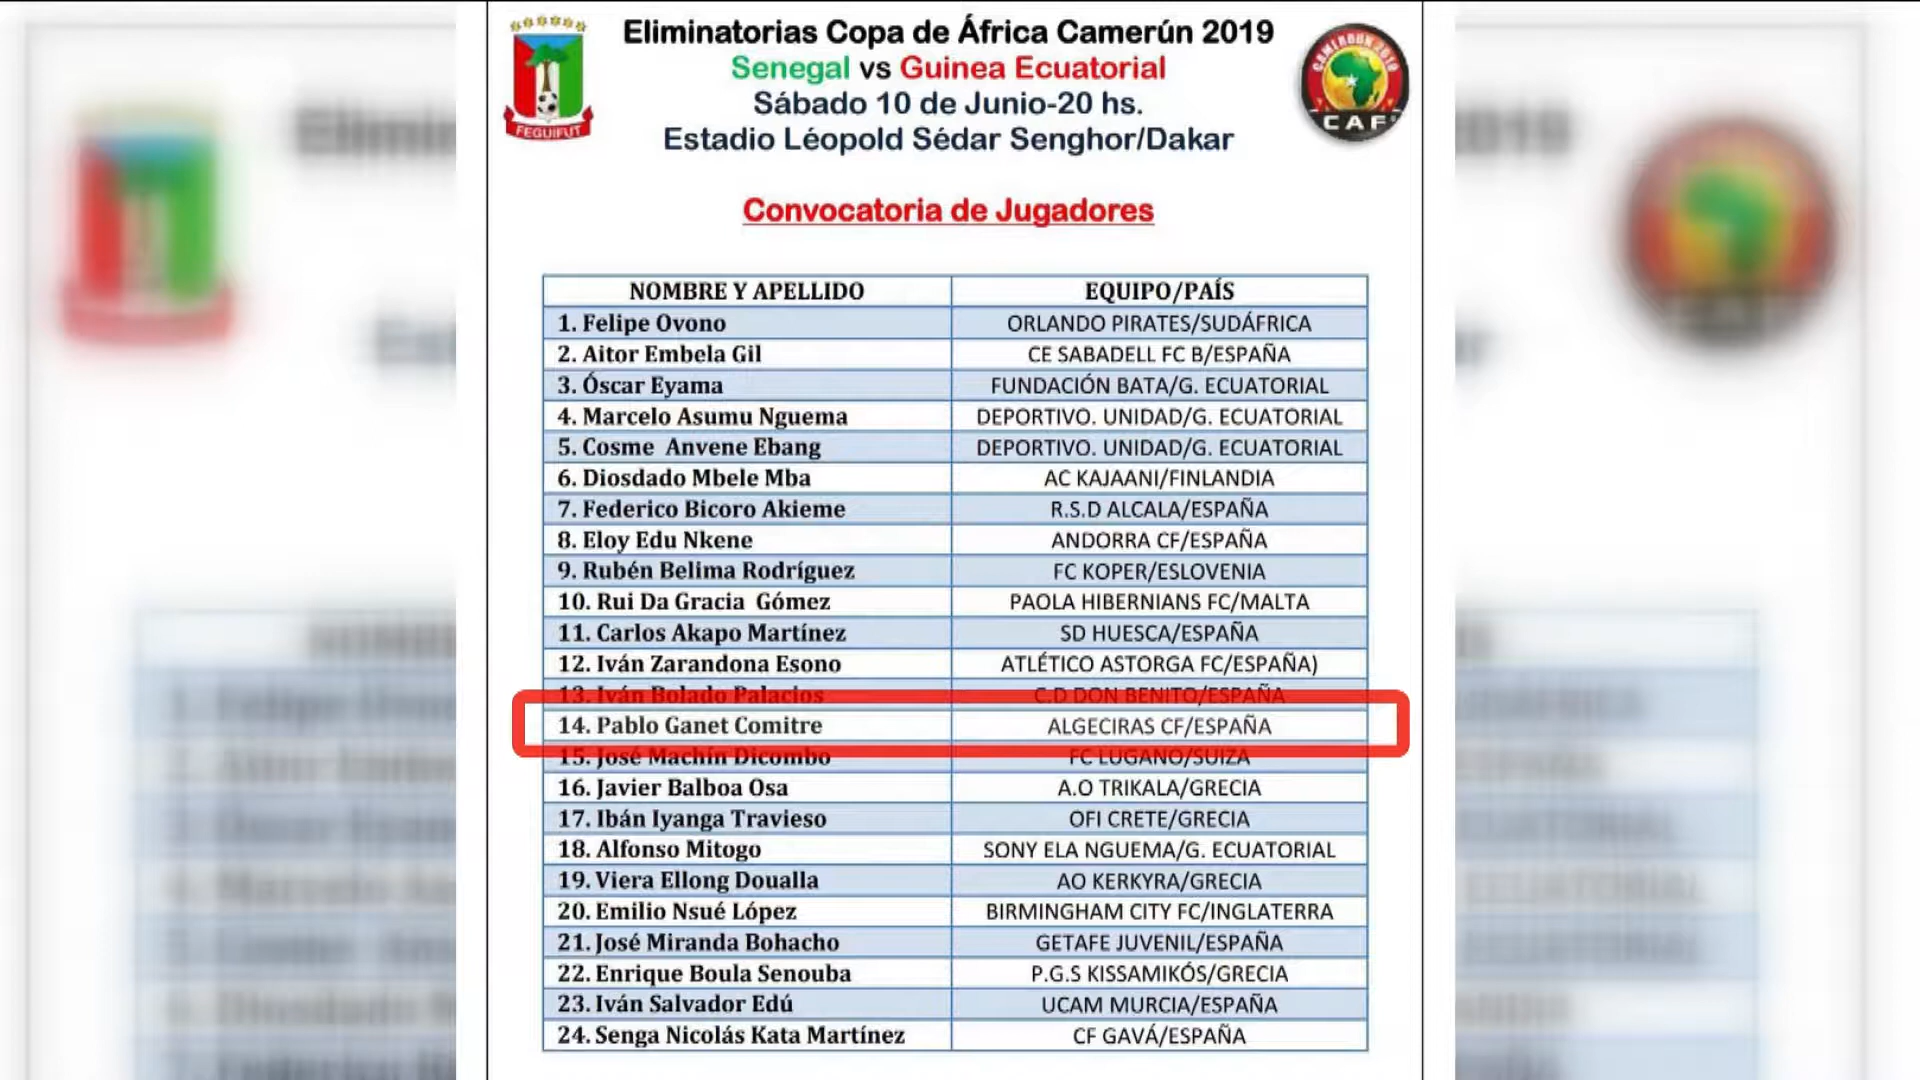 Eliminatorias Copa de África Camerún 2019
Senegal vs Guinea Ecuatorial
Sábado 10 de Junio-20 hs.
Estadio Léopold Sédar Senghor/Dakar
FEGUIFUT
CAMEROUN 2019
CAF
Convocatoria de Jugadores
NOMBRE Y APELLIDO EQUIPO/PAÍS
1. Felipe Ovono ORLANDO PIRATES/SUDÁFRICA
2. Aitor Embela Gil CE SABADELL FC B/ESPAÑA
3. Óscar Eyama FUNDACIÓN BATA/G. ECUATORIAL
4. Marcelo Asumu Nguema DEPORTIVO. UNIDAD/G. ECUATORIAL
5. Cosme Anvene Ebang DEPORTIVO. UNIDAD/G. ECUATORIAL
6. Diosdado Mbele Mba AC KAJAANI/FINLANDIA
7. Federico Bicoro Akieme R.S.D ALCALA/ESPAÑA
8. Eloy Edu Nkene ANDORRA CF/ESPAÑA
9. Rubén Belima Rodríguez FC KOPER/ESLOVENIA
10. Rui Da Gracia Gómez PAOLA HIBERNIANS FC/MALTA
11. Carlos Akapo Martínez SD HUESCA/ESPAÑA
12. Iván Zarandona Esono ATLÉTICO ASTORGA FC/ESPAÑA)
13. Iván Bolado Palacios C.D DON BENITO/ESPAÑA
14. Pablo Ganet Comitre ALGECIRAS CF/ESPAÑA
15. José Machín Dicombo FC LUGANO/SUIZA
16. Javier Balboa Osa A.O TRIKALA/GRECIA
17. Ibán Iyanga Travieso OFI CRETE/GRECIA
18. Alfonso Mitogo SONY ELA NGUEMA/G. ECUATORIAL
19. Viera Ellong Doualla AO KERKYRA/GRECIA
20. Emilio Nsué López BIRMINGHAM CITY FC/INGLATERRA
21. José Miranda Bohacho GETAFE JUVENIL/ESPAÑA
22. Enrique Boula Senouba P.G.S KISSAMIKÓS/GRECIA
23. Iván Salvador Edú UCAM MURCIA/ESPAÑA
24. Senga Nicolás Kata Martínez CF GAVÁ/ESPAÑA